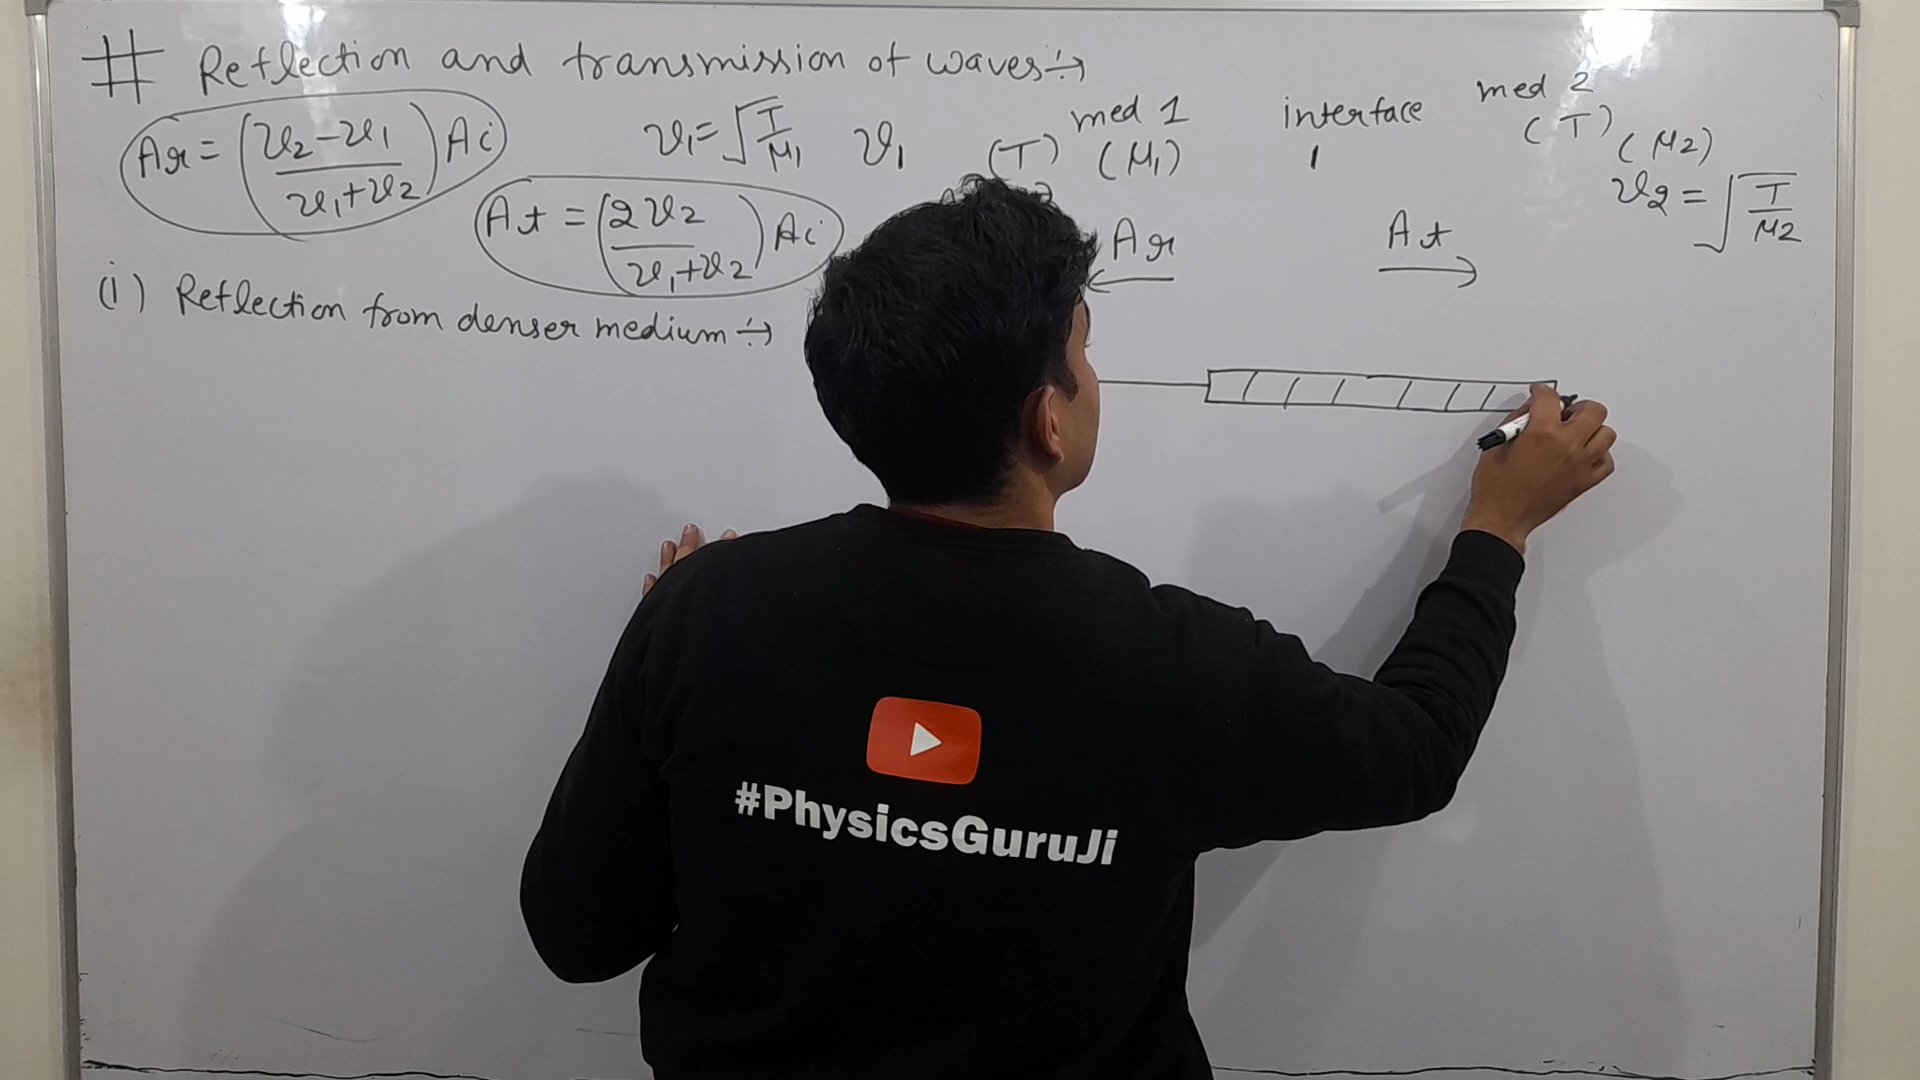 # Reflection and transmission of waves :→
Ar = (v2-v1 / v1+v2) Ai
v1 = √T/μ1 v1
(T)
med 1
(μ1)
interface
med 2
(T) (μ2)
v2 = √T/μ2
At = (2v2 / v1+v2) Ai
Ar
At
(i) Reflection from denser medium :→
#PhysicsGuruJi